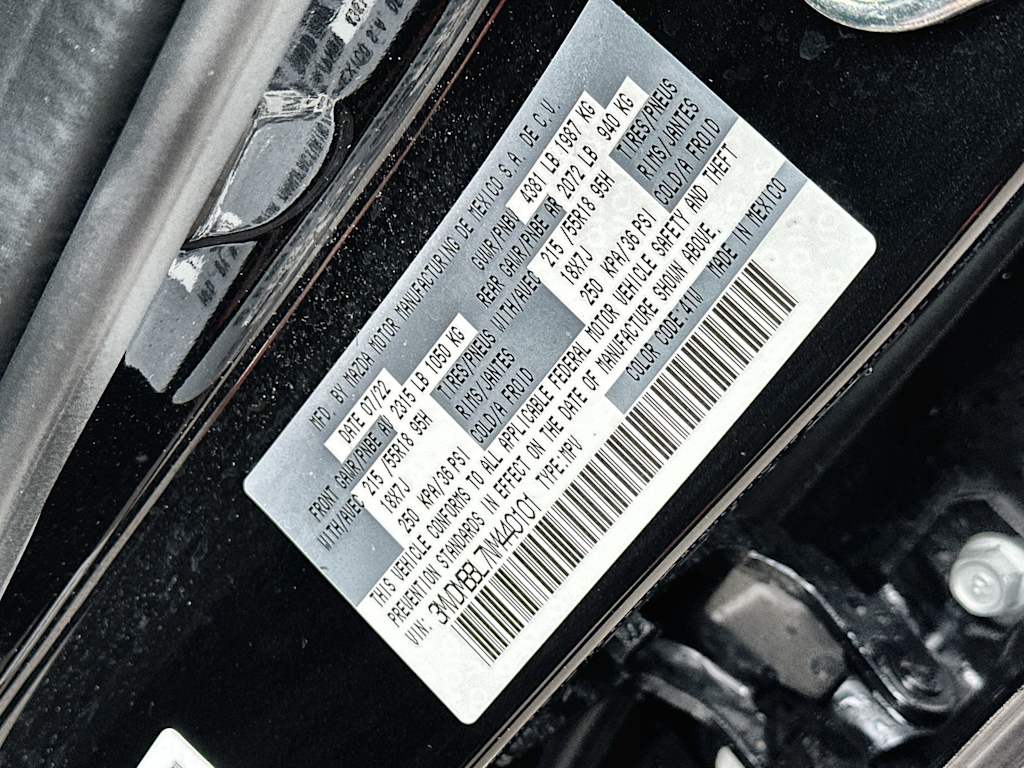 MFD. BY MAZDA MOTOR MANUFACTURING DE MEXICO S.A. DE C.V.
DATE 07/22 GVWR/PNBV 4381 LB 1987 KG
FRONT GAWR/PNBE AV 2315 LB 1050 KG REAR GAWR/PNBE AR 2072 LB 940 KG
WITH/AVEC 215 /55R18 95H TIRES/PNEUS WITH/AVEC 215 /55R18 95H TIRES/PNEUS
18X7J RIMS/JANTES 18X7J RIMS/JANTES
250 KPA/36 PSI COLD/A FROID 250 KPA/36 PSI COLD/A FROID
THIS VEHICLE CONFORMS TO ALL APPLICABLE FEDERAL MOTOR VEHICLE SAFETY AND THEFT
PREVENTION STANDARDS IN EFFECT ON THE DATE OF MANUFACTURE SHOWN ABOVE.
VIN: TYPE:MPV COLOR CODE:41W MADE IN MEXICO